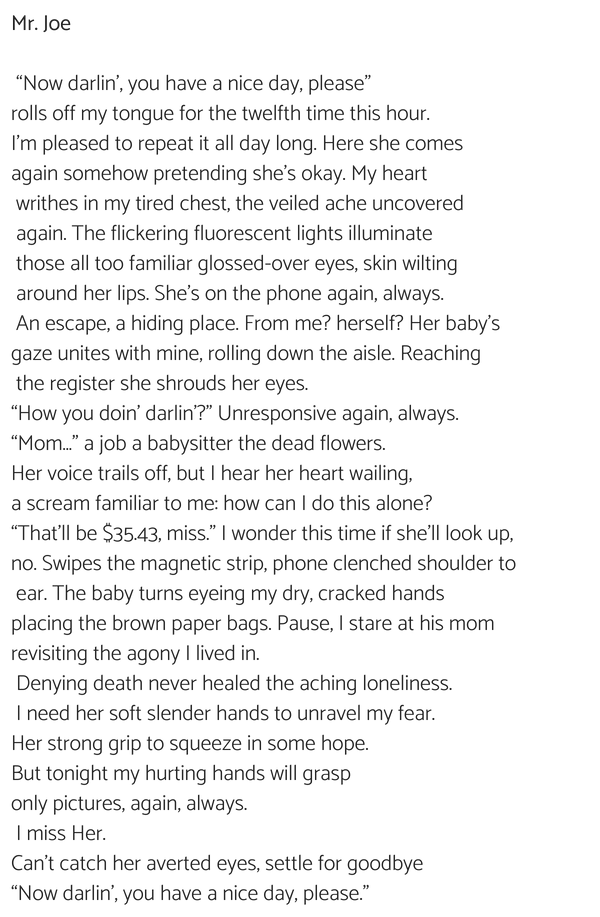 Mr. Joe
“Now darlin’, you have a nice day, please”
rolls off my tongue for the twelfth time this hour.
I’m pleased to repeat it all day long. Here she comes
again somehow pretending she’s okay. My heart
writhes in my tired chest, the veiled ache uncovered
again. The flickering fluorescent lights illuminate
those all too familiar glossed-over eyes, skin wilting
around her lips. She’s on the phone again, always.
An escape, a hiding place. From me? herself? Her baby’s
gaze unites with mine, rolling down the aisle. Reaching
the register she shrouds her eyes.
“How you doin’ darlin’?” Unresponsive again, always.
“Mom...” a job a babysitter the dead flowers.
Her voice trails off, but I hear her heart wailing,
a scream familiar to me: how can I do this alone?
“That’ll be $35.43, miss.” I wonder this time if she’ll look up,
no. Swipes the magnetic strip, phone clenched shoulder to
ear. The baby turns eyeing my dry, cracked hands
placing the brown paper bags. Pause, I stare at his mom
revisiting the agony I lived in.
Denying death never healed the aching loneliness.
I need her soft slender hands to unravel my fear.
Her strong grip to squeeze in some hope.
But tonight my hurting hands will grasp
only pictures, again, always.
I miss Her.
Can’t catch her averted eyes, settle for goodbye
“Now darlin’, you have a nice day, please.”